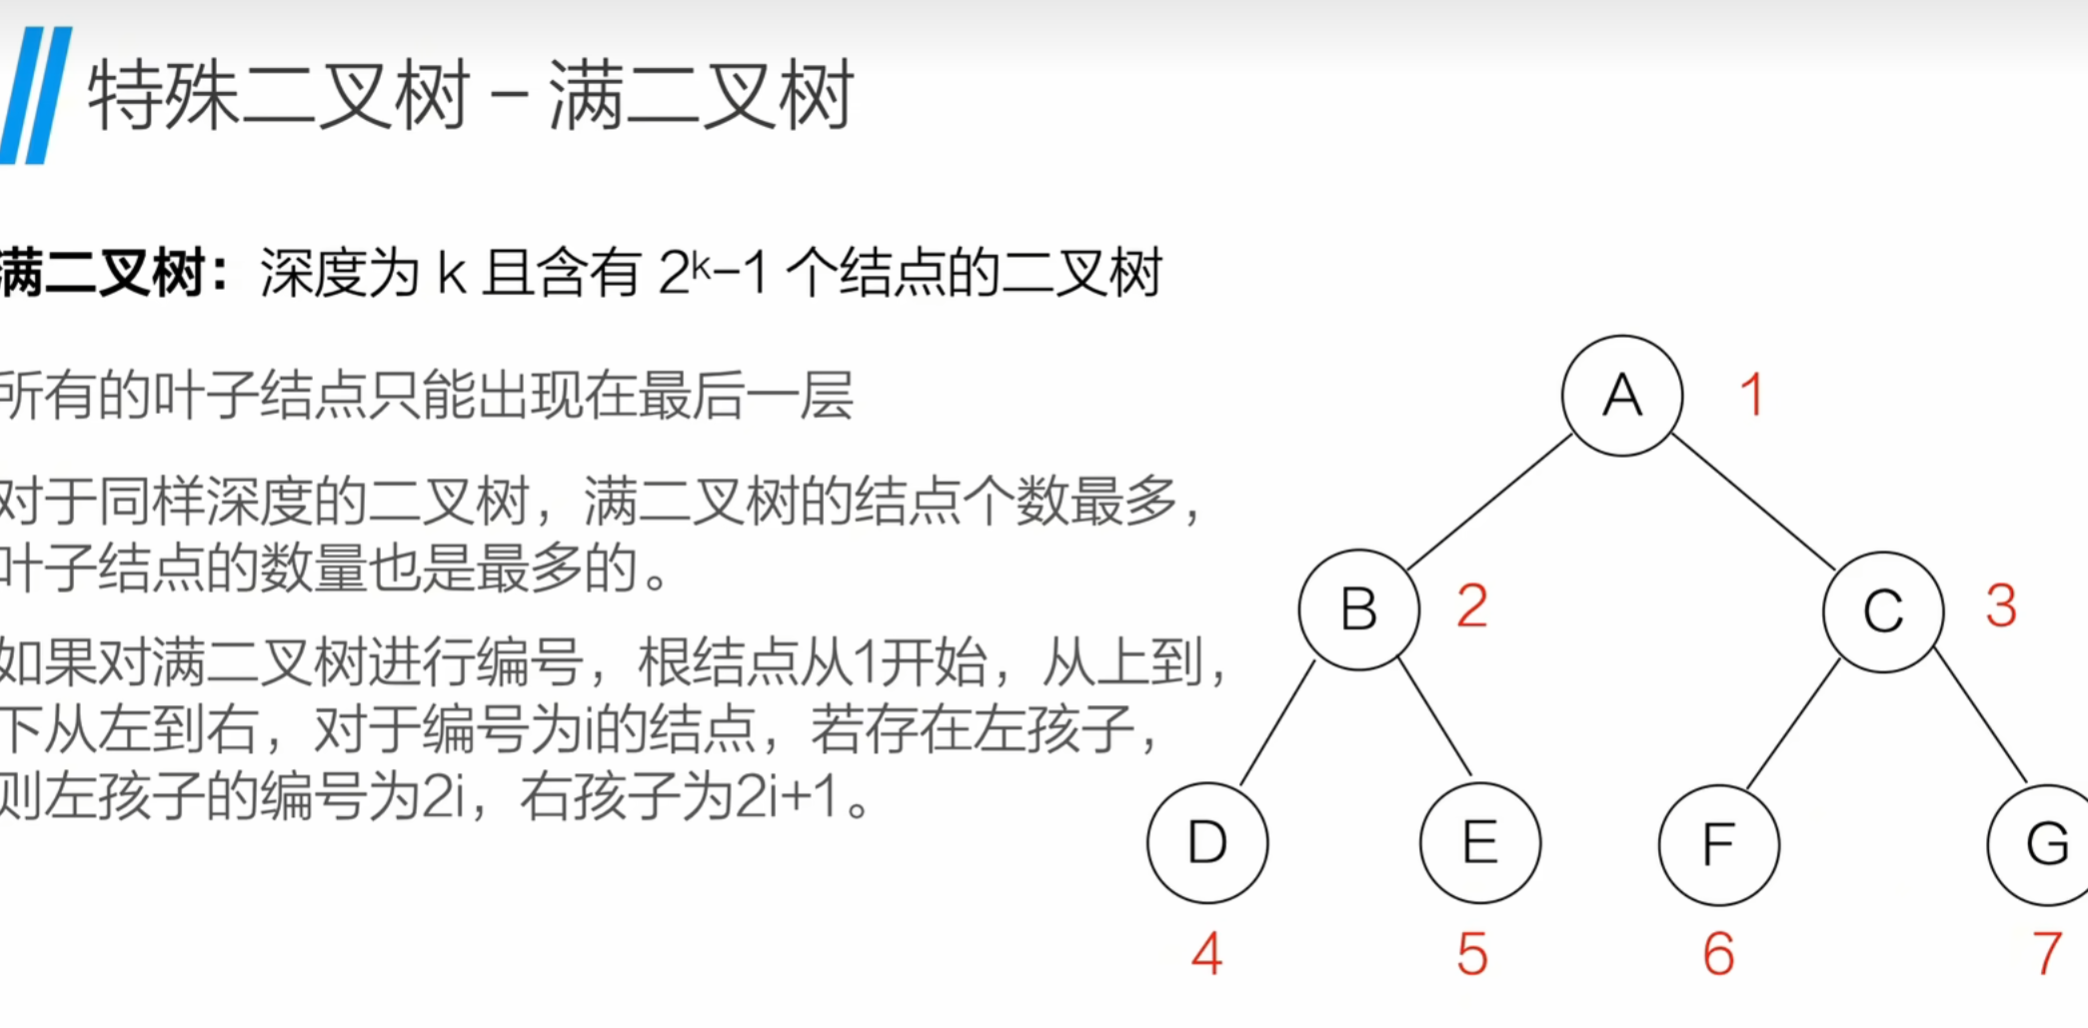 特殊二叉树 - 满二叉树
满二叉树：深度为 k 且含有 2ᵏ-1 个结点的二叉树
所有的叶子结点只能出现在最后一层
对于同样深度的二叉树，满二叉树的结点个数最多，
叶子结点的数量也是最多的。
如果对满二叉树进行编号，根结点从1开始，从上到，
下从左到右，对于编号为i的结点，若存在左孩子，
则左孩子的编号为2i，右孩子为2i+1。
A 1
B 2
C 3
D
E
F
G
4
5
6
7